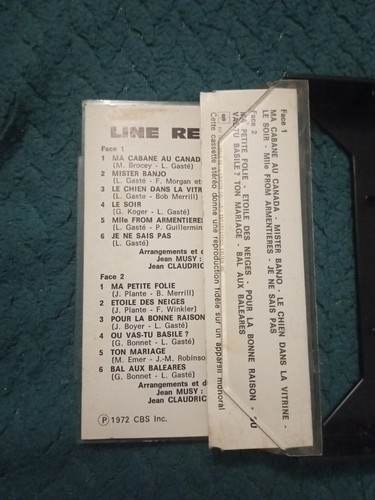 LINE RE
Face 1
1 MA CABANE AU CANAD
(M. Brocey - L. Gasté)
2 MISTER BANJO
(L. Gasté - F. Morgan et
3 LE CHIEN DANS LA VITR
(L. Gaste - Bob Merrill)
4 LE SOIR
(G. Koger - L. Gasté)
5 Mlle FROM ARMENTIERES
(L. Gasté - P. Guillermin
6 JE NE SAIS PAS
(L. Gasté)
Arrangements et d
Jean MUSY :
Jean CLAUDRIC
Face 2
1 MA PETITE FOLIE
(J. Plante - B. Merrill)
2 ETOILE DES NEIGES
(J. Plante - F. Winkler)
3 POUR LA BONNE RAISON
(J. Boyer - L. Gasté)
4 OU VAS-TU BASILE ?
(G. Bonnet - L. Gasté)
5 TON MARIAGE
(M. Emer - J.-M. Robinso
6 BAL AUX BALEARES
(G. Bonnet - L. Gasté)
Arrangements et d
Jean MUSY :
Jean CLAUDRIC
Ⓟ 1972 CBS Inc.
Face 1
MA CABANE AU CANADA - MISTER BANJO - LE CHIEN DANS LA VITRINE -
LE SOIR - Mlle FROM ARMENTIERES - JE NE SAIS PAS
Face 2
MA PETITE FOLIE - ETOILE DES NEIGES - POUR LA BONNE RAISON - OU
VAS-TU BASILE ? TON MARIAGE - BAL AUX BALEARES
Cette cassette stéréo donne une reproduction fidèle sur un appareil monoral